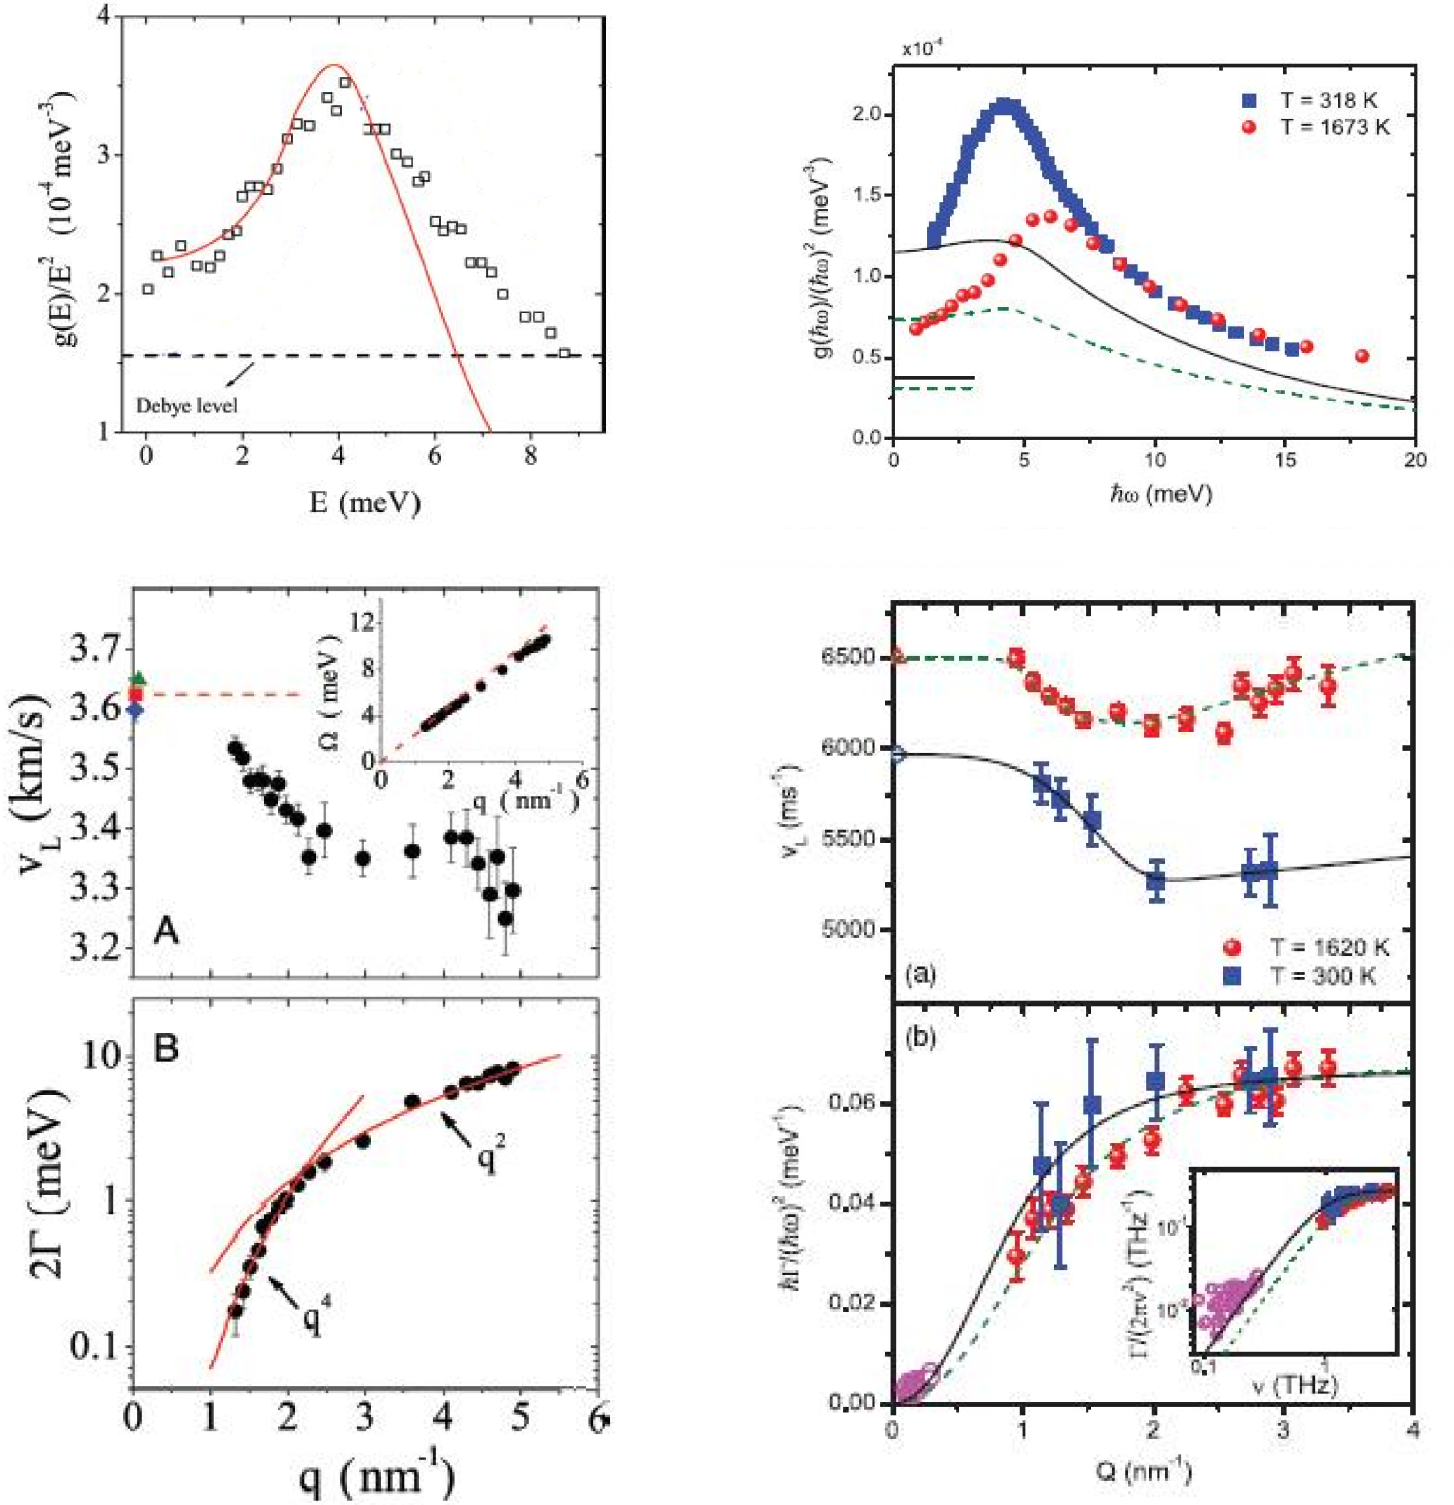 4
3
2
1
g(E)/E² (10⁻⁴ meV⁻³)
Debye level
0 2 4 6 8
E (meV)
x10⁻⁴
2.0
1.5
1.0
0.5
0.0
g(ℏω)/(ℏω)² (meV⁻³)
T = 318 K
T = 1673 K
0 5 10 15 20
ℏω (meV)
3.7
3.6
3.5
3.4
3.3
3.2
v_L (km/s)
A
12
8
4
0
Ω ( meV )
0 2 4 6
q ( nm⁻¹ )
B
10
1
0.1
2Γ (meV)
q²
q⁴
0 1 2 3 4 5 6
q (nm⁻¹)
6500
6000
5500
5000
v_L (ms⁻¹)
(a)
T = 1620 K
T = 300 K
(b)
0.06
0.04
0.02
0.00
ℏΓ/(ℏω)² (meV⁻¹)
10⁻¹
10⁻²
Γ/(2πν²) (THz⁻¹)
0.1 1
ν (THz)
0 1 2 3 4
Q (nm⁻¹)